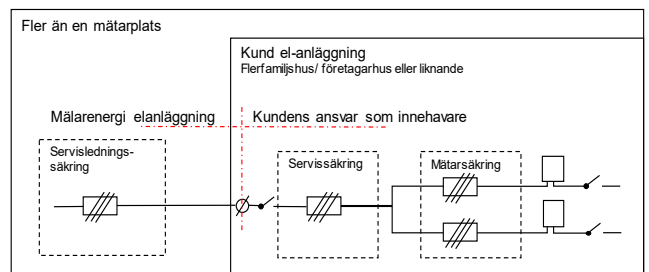 Fler än en mätarplats
Kund el-anläggning
Flerfamiljshus/ företagarhus eller liknande
Mälarenergi elanläggning
Kundens ansvar som innehavare
Servislednings-
säkring
Servissäkring
Mätarsäkring